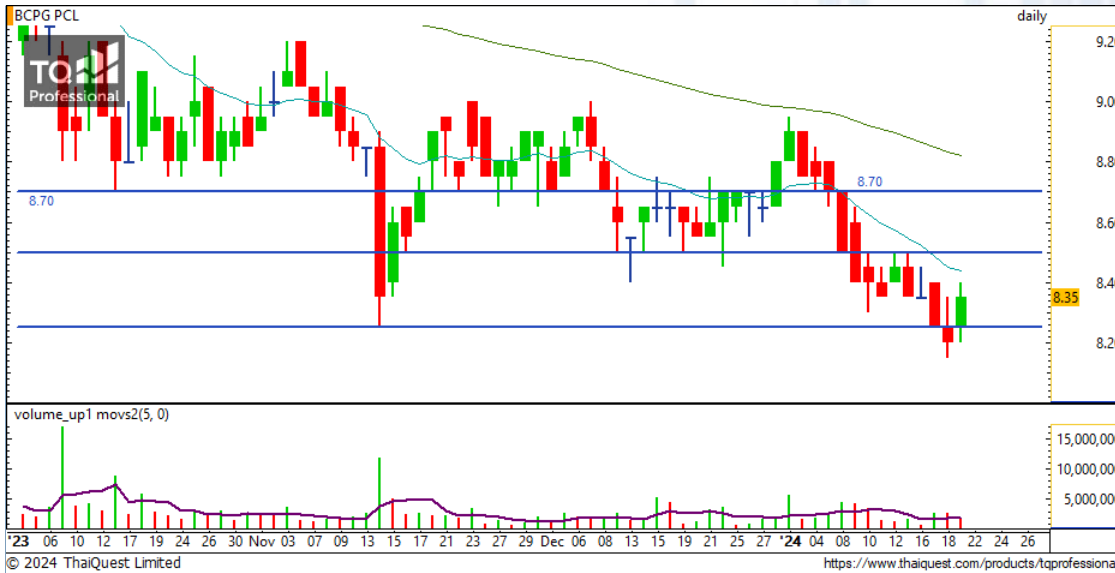 BCPG PCL
daily
TQ
Professional
9.20
9.0
8.8
8.70
8.70
8.6
8.4
8.35
8.20
volume_up1 movs2(5, 0)
15,000,00
10,000,00
5,000,00
'23 06 10 12 17 19 24 26 30 Nov 03 07 09 13 15 17 21 23 27 29 Dec 06 08 13 15 19 21 25 27 '24 04 08 10 12 16 18 22 24 26
© 2024 ThaiQuest Limited
https://www.thaiquest.com/products/tqprofessiona